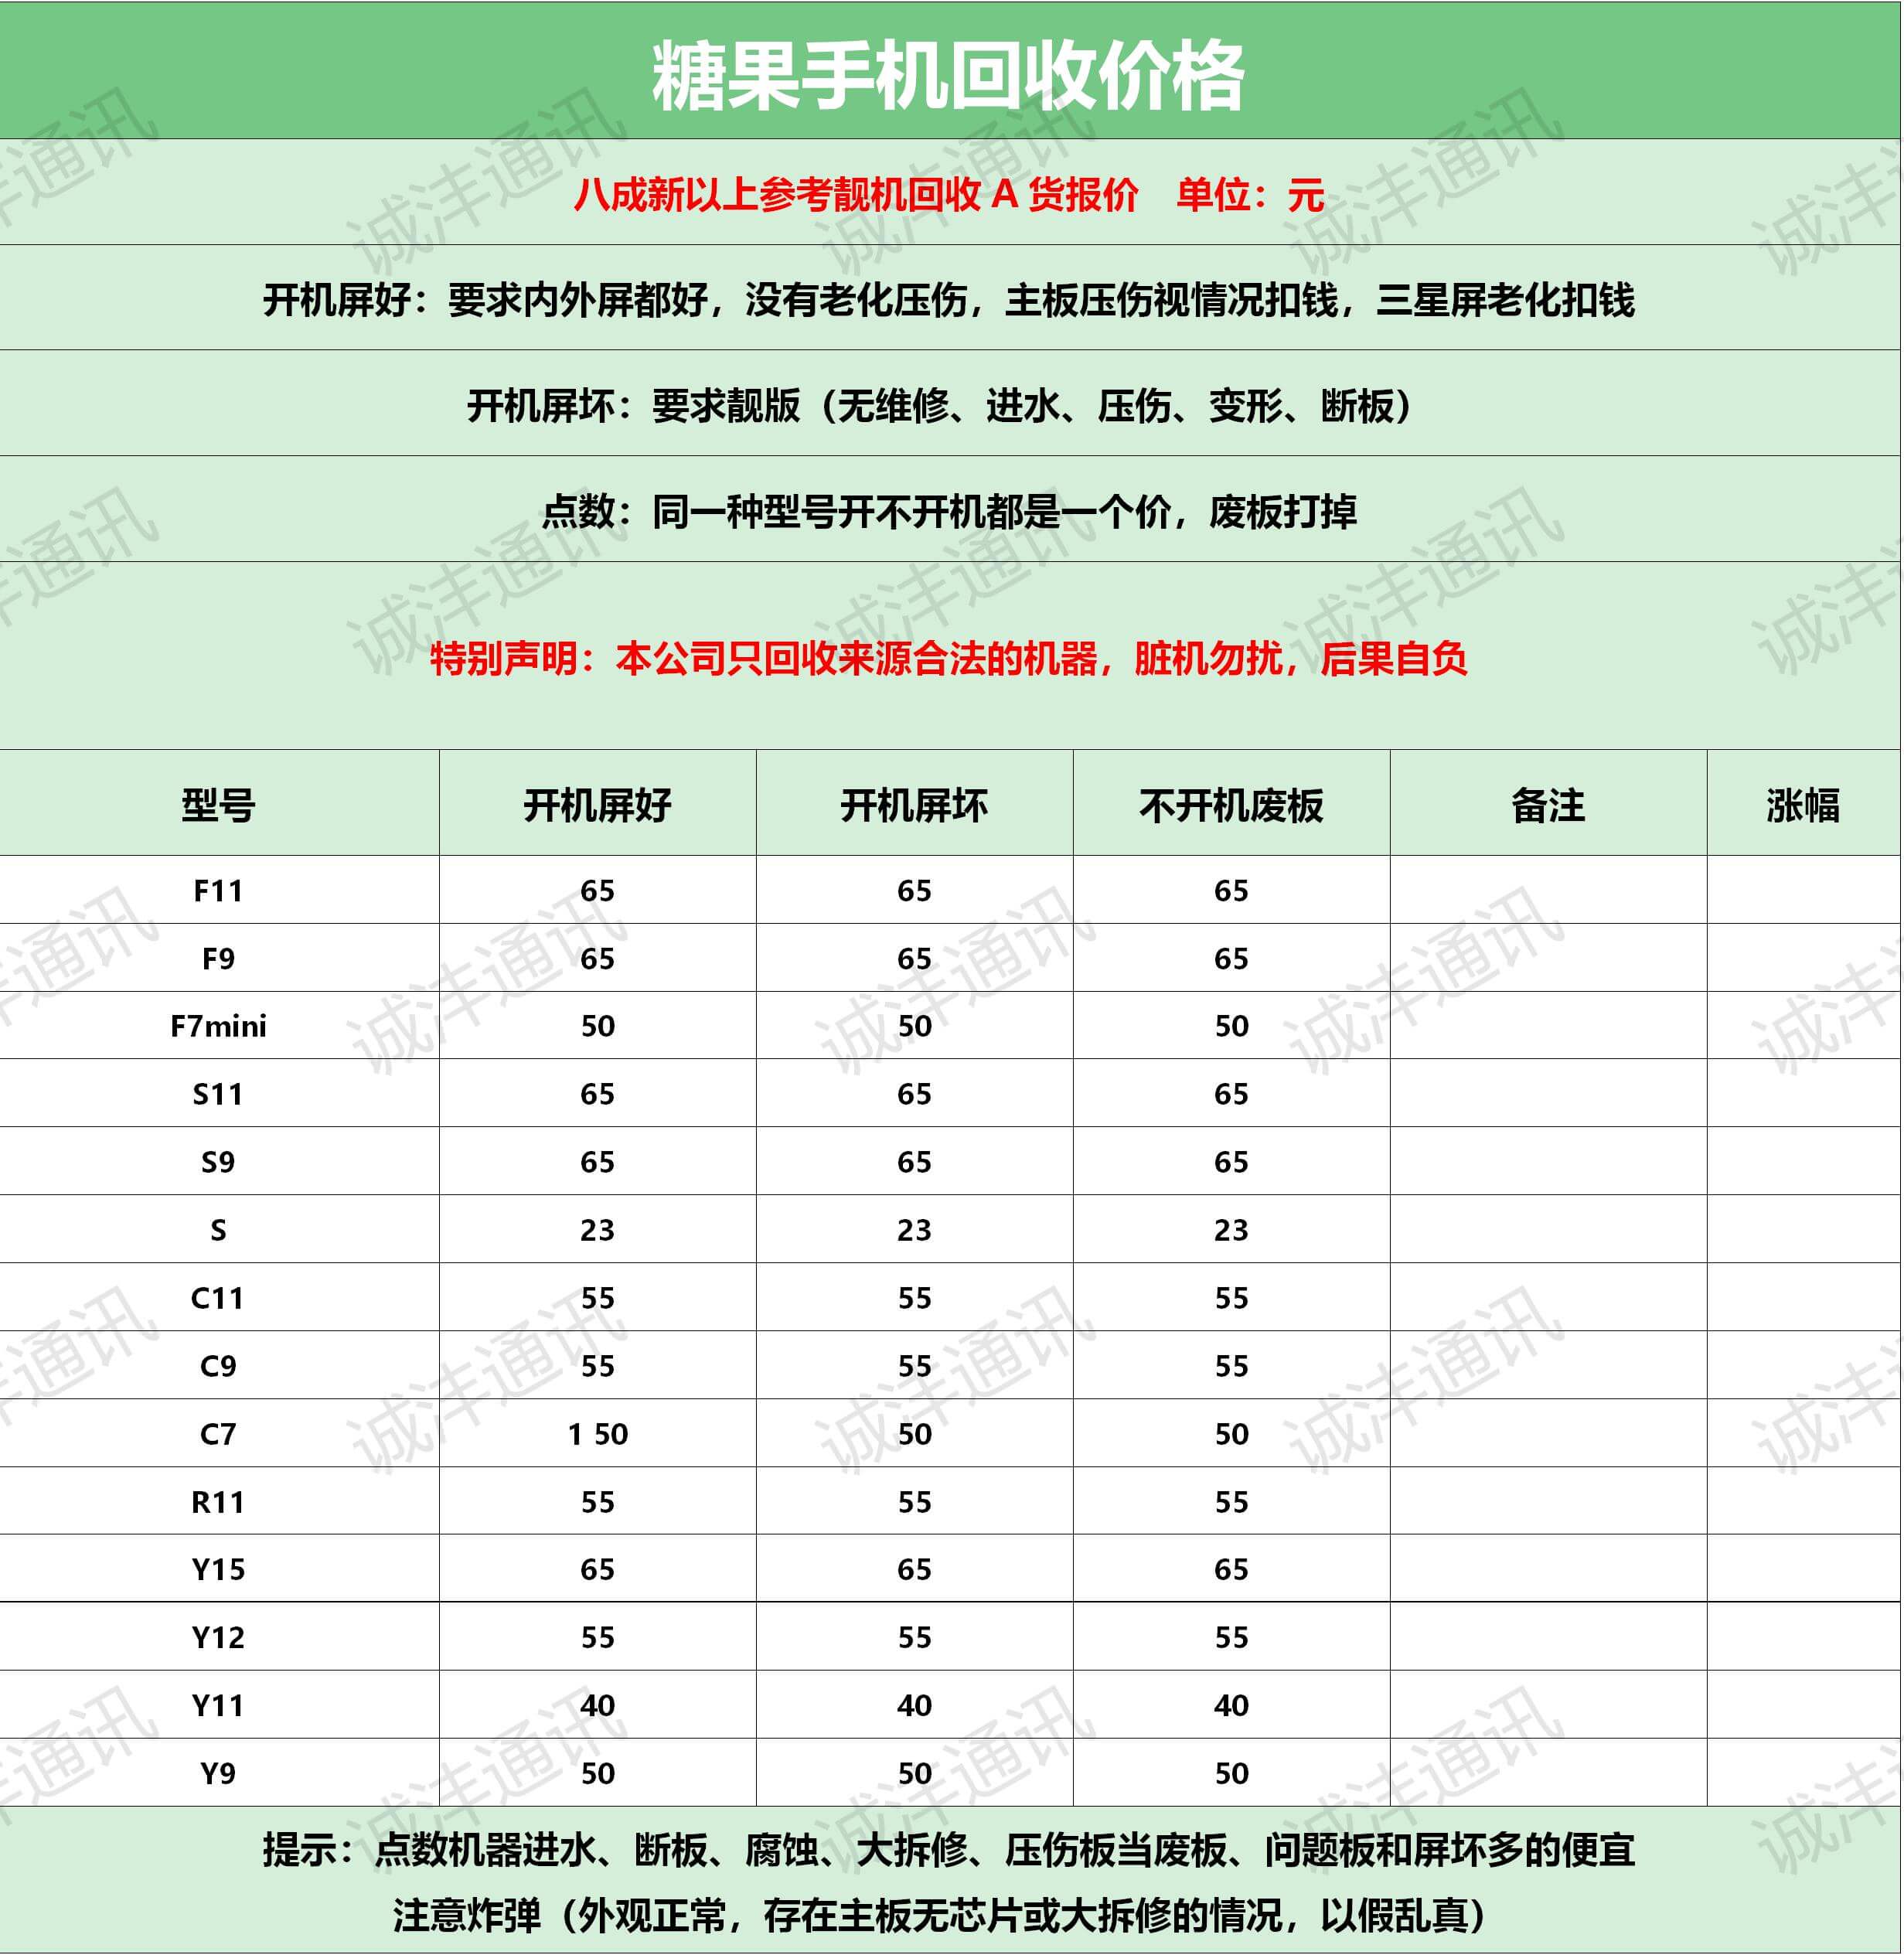 糖果手机回收价格
八成新以上参考靓机回收 A 货报价 单位：元
开机屏好：要求内外屏都好，没有老化压伤，主板压伤视情况扣钱，三星屏老化扣钱
开机屏坏：要求靓版（无维修、进水、压伤、变形、断板）
点数：同一种型号开不开机都是一个价，废板打掉
特别声明：本公司只回收来源合法的机器，脏机勿扰，后果自负
型号 开机屏好 开机屏坏 不开机废板 备注 涨幅
F11 65 65 65
F9 65 65 65
F7mini 50 50 50
S11 65 65 65
S9 65 65 65
S 23 23 23
C11 55 55 55
C9 55 55 55
C7 1 50 50 50
R11 55 55 55
Y15 65 65 65
Y12 55 55 55
Y11 40 40 40
Y9 50 50 50
提示：点数机器进水、断板、腐蚀、大拆修、压伤板当废板、问题板和屏坏多的便宜
注意炸弹（外观正常，存在主板无芯片或大拆修的情况，以假乱真）
诚沣通讯